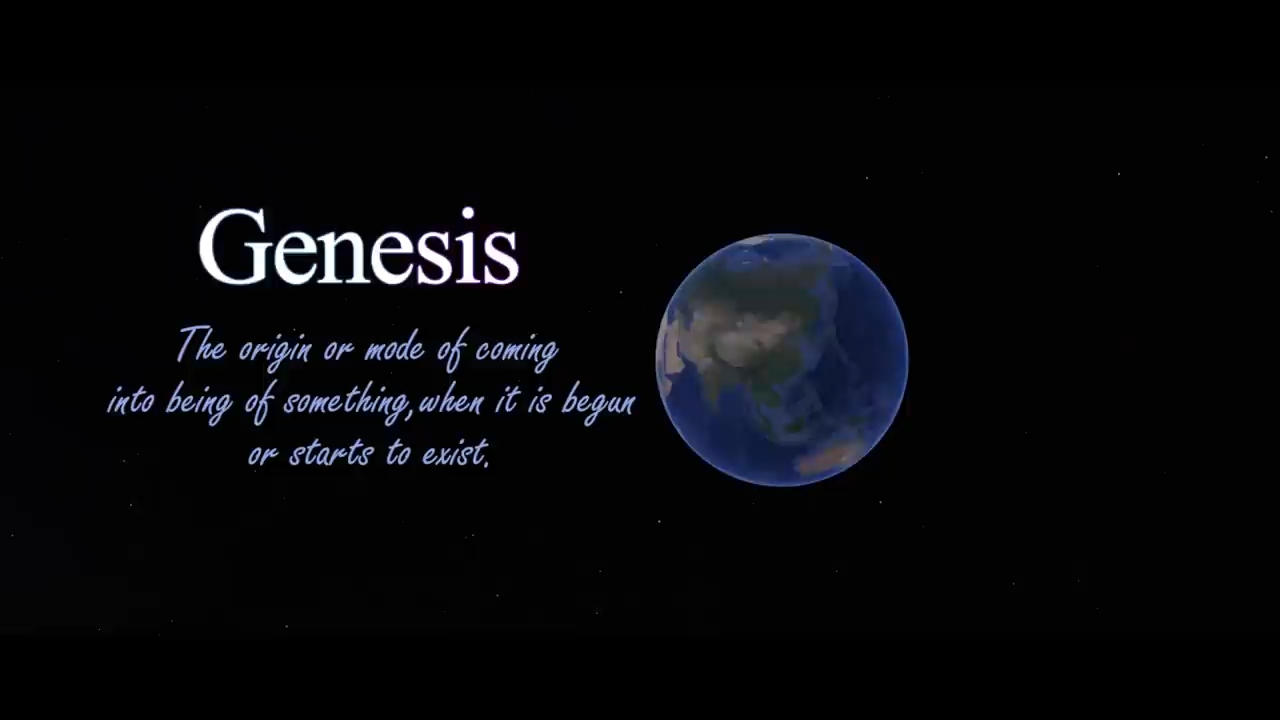 Genesis
The origin or mode of coming
into being of something,when it is begun
or starts to exist.